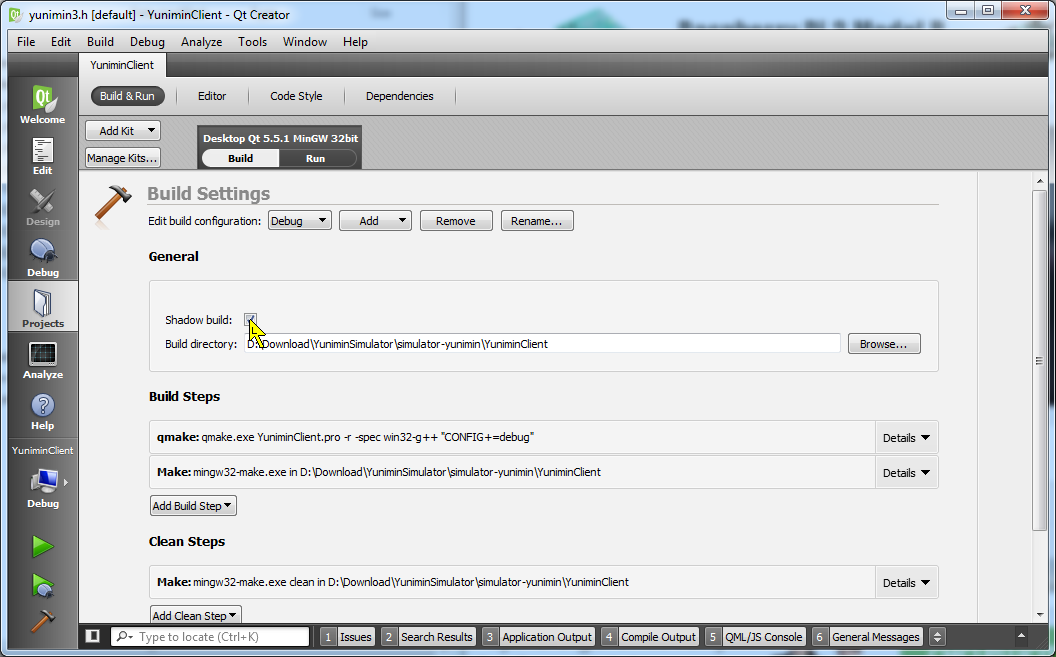 yunimin3.h [default] - YuniminClient - Qt Creator
File Edit Build Debug Analyze Tools Window Help
YuniminClient
Build & Run Editor Code Style Dependencies
Add Kit
Manage Kits...
Desktop Qt 5.5.1 MinGW 32bit
Build Run
Qt
Welcome
Edit
Design
Debug
Projects
Analyze
Help
YuniminClient
Debug
Build Settings
Edit build configuration: Debug Add Remove Rename...
General
Shadow build:
Build directory: D:\Download\YuniminSimulator\simulator-yunimin\YuniminClient Browse...
Build Steps
qmake: qmake.exe YuniminClient.pro -r -spec win32-g++ "CONFIG+=debug" Details
Make: mingw32-make.exe in D:\Download\YuniminSimulator\simulator-yunimin\YuniminClient Details
Add Build Step
Clean Steps
Make: mingw32-make.exe clean in D:\Download\YuniminSimulator\simulator-yunimin\YuniminClient Details
Add Clean Step
Type to locate (Ctrl+K) 1 Issues 2 Search Results 3 Application Output 4 Compile Output 5 QML/JS Console 6 General Messages